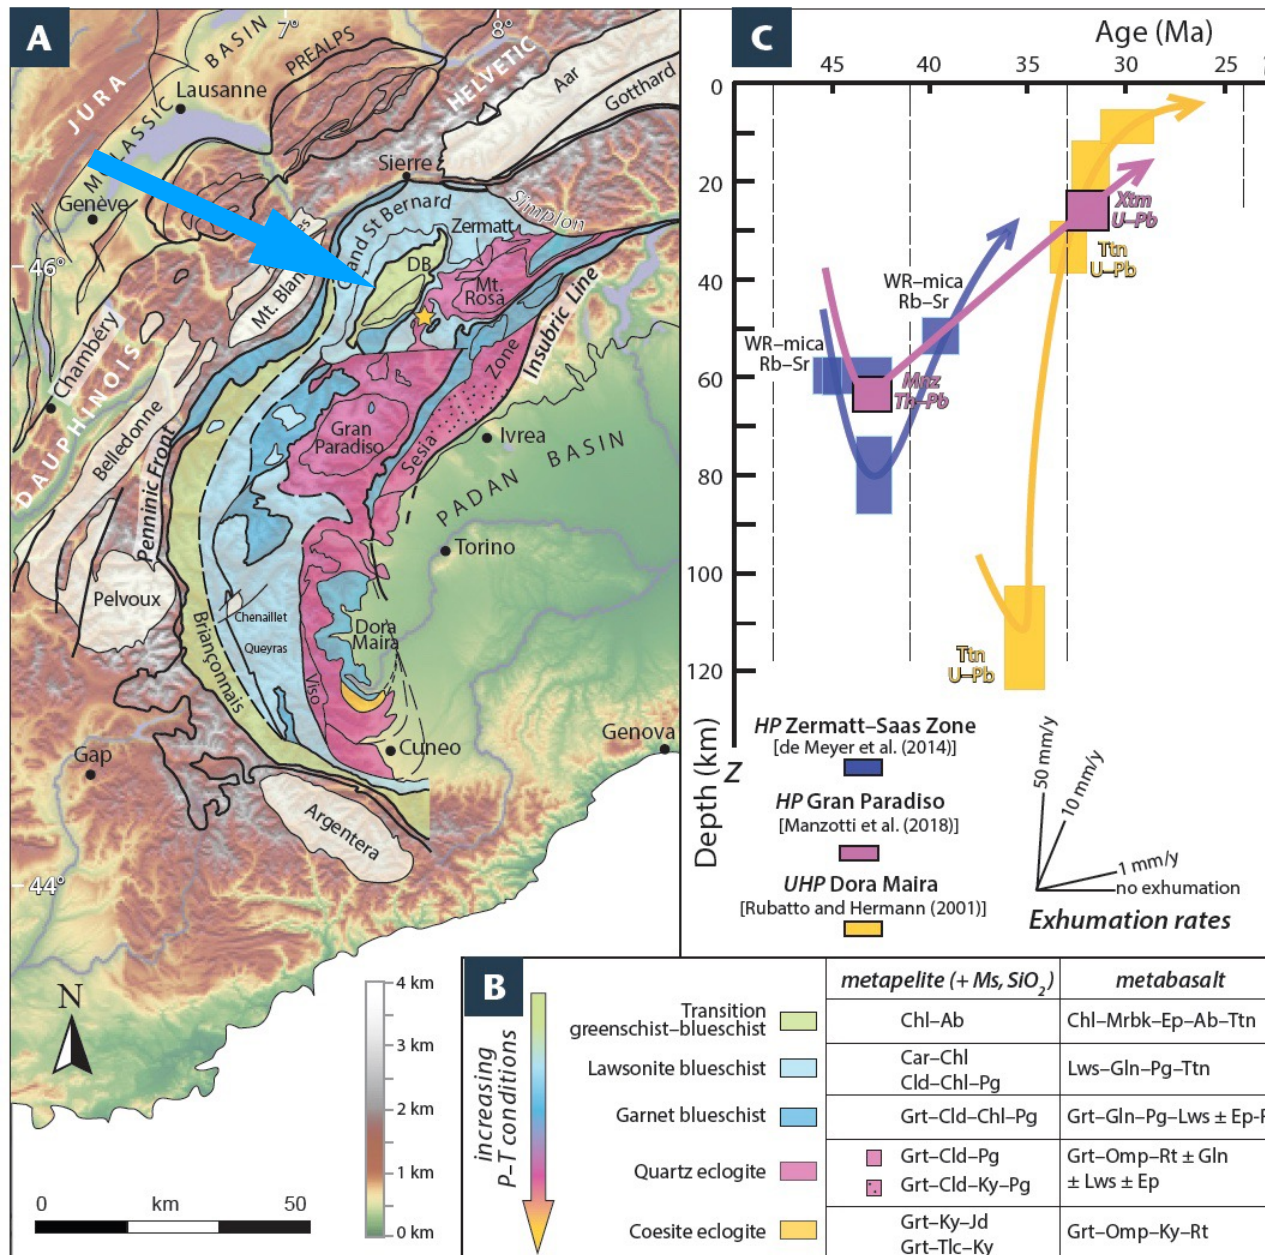 A
JURA
MOLASSIC
BASIN
7°
PREALPS
8°
HELVETIC
Aar
Gotthard
Lausanne
Sierre
Simplon
Genève
Grand St Bernard
Zermatt
46°
DB
Mt.
Rosa
Mt. Blanc
Insubric Line
Chambéry
DAUPHINOIS
Belledonne
Penninic Front
Gran
Paradiso
Sesia
Zone
Ivrea
PADAN
BASIN
Torino
Pelvoux
Briançonnais
Chenaillet
Queyras
Dora
Maira
Viso
Cuneo
Genova
Gap
Argentera
44°
N
0
km
50
4 km
3 km
2 km
1 km
0 km
C
Age (Ma)
45
40
35
30
25
0
20
40
60
80
100
120
Depth (km)
Z
WR–mica
Rb–Sr
WR–mica
Rb–Sr
Mnz
Th–Pb
Xtm
U–Pb
Ttn
U–Pb
Ttn
U–Pb
HP Zermatt–Saas Zone
[de Meyer et al. (2014)]
HP Gran Paradiso
[Manzotti et al. (2018)]
UHP Dora Maira
[Rubatto and Hermann (2001)]
50 mm/y
10 mm/y
1 mm/y
no exhumation
Exhumation rates
B
increasing
P–T conditions
metapelite (+ Ms, SiO₂)
metabasalt
Transition
greenschist–blueschist
Chl–Ab
Chl–Mrbk–Ep–Ab–Ttn
Lawsonite blueschist
Car–Chl
Cld–Chl–Pg
Lws–Gln–Pg–Ttn
Garnet blueschist
Grt–Cld–Chl–Pg
Grt–Gln–Pg–Lws ± Ep-
Quartz eclogite
Grt–Cld–Pg
Grt–Cld–Ky–Pg
Grt–Omp–Rt ± Gln
± Lws ± Ep
Coesite eclogite
Grt–Ky–Jd
Grt–Tlc–Ky
Grt–Omp–Ky–Rt